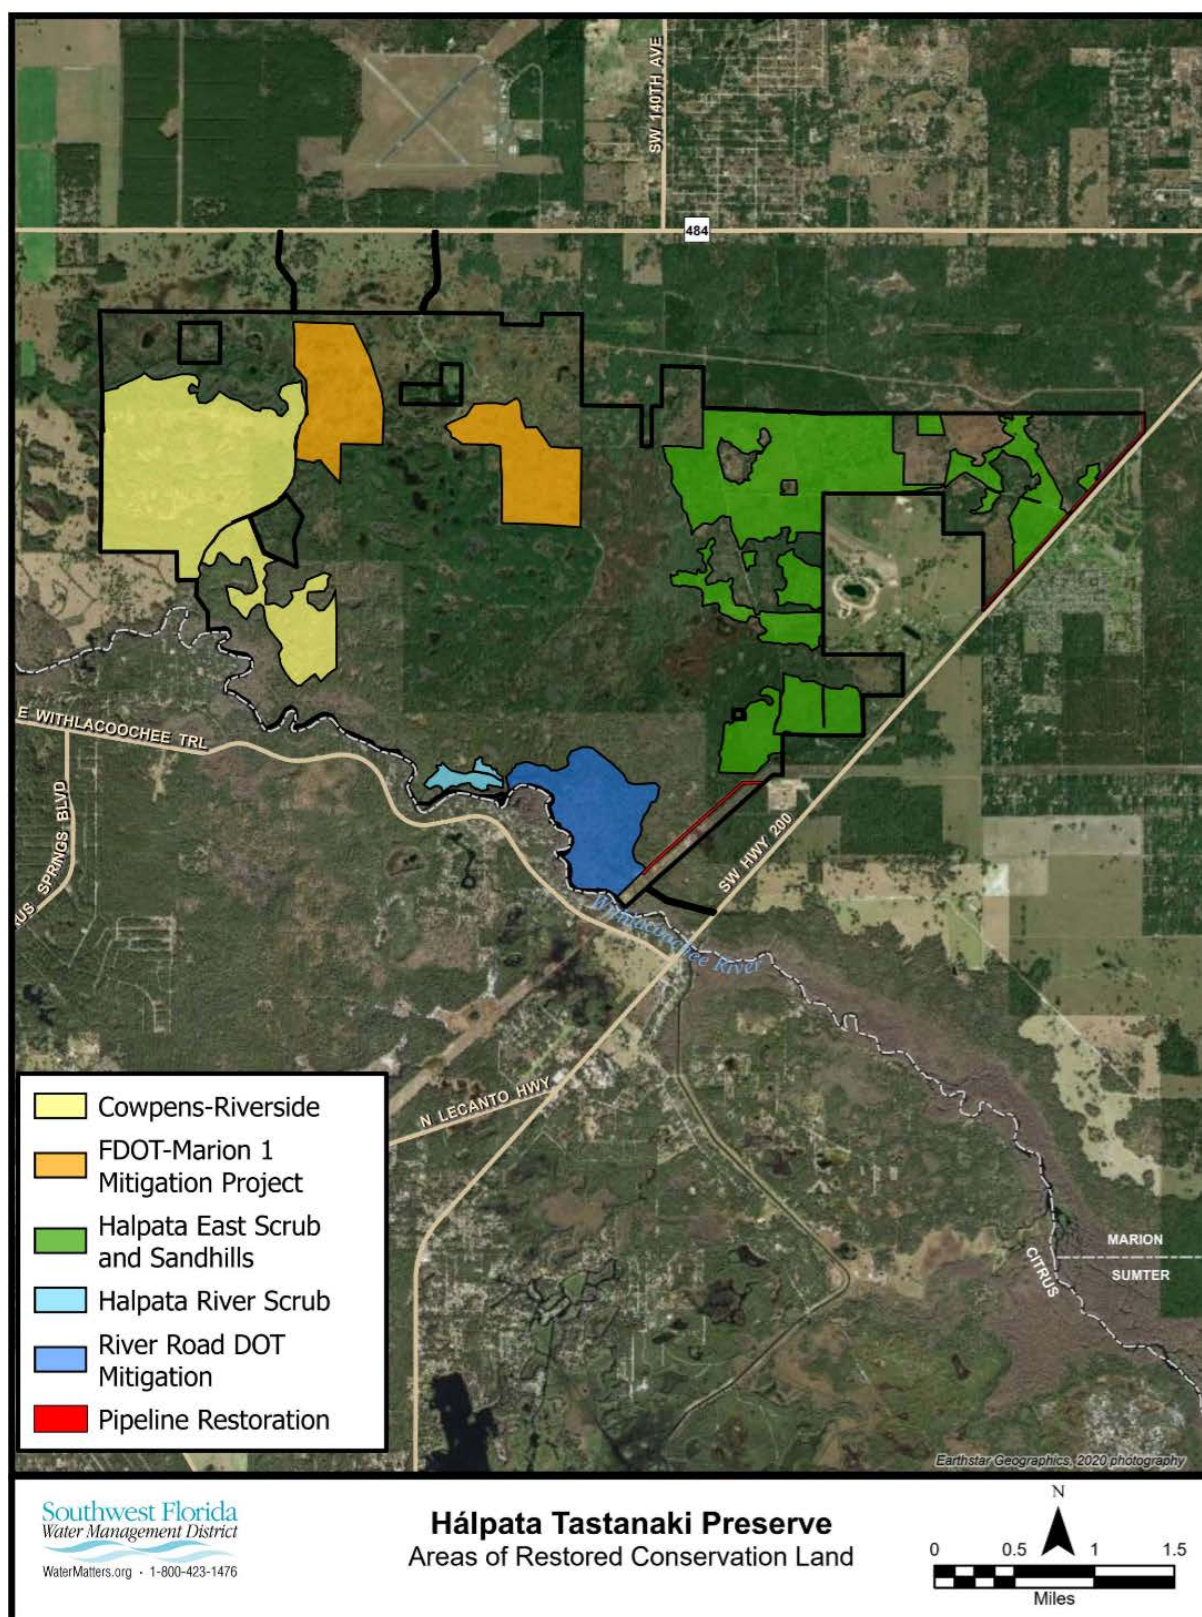 SW 140TH AVE
484
E WITHLACOOCHEE TRL
RUS SPRINGS BLVD
SW HWY 200
Withlacoochee River
N LECANTO HWY
MARION
CITRUS
SUMTER
Cowpens-Riverside
FDOT-Marion 1
Mitigation Project
Halpata East Scrub
and Sandhills
Halpata River Scrub
River Road DOT
Mitigation
Pipeline Restoration
Earthstar Geographics, 2020 photography
Southwest Florida
Water Management District
WaterMatters.org • 1-800-423-1476
Hálpata Tastanaki Preserve
Areas of Restored Conservation Land
N
0 0.5 1 1.5
Miles